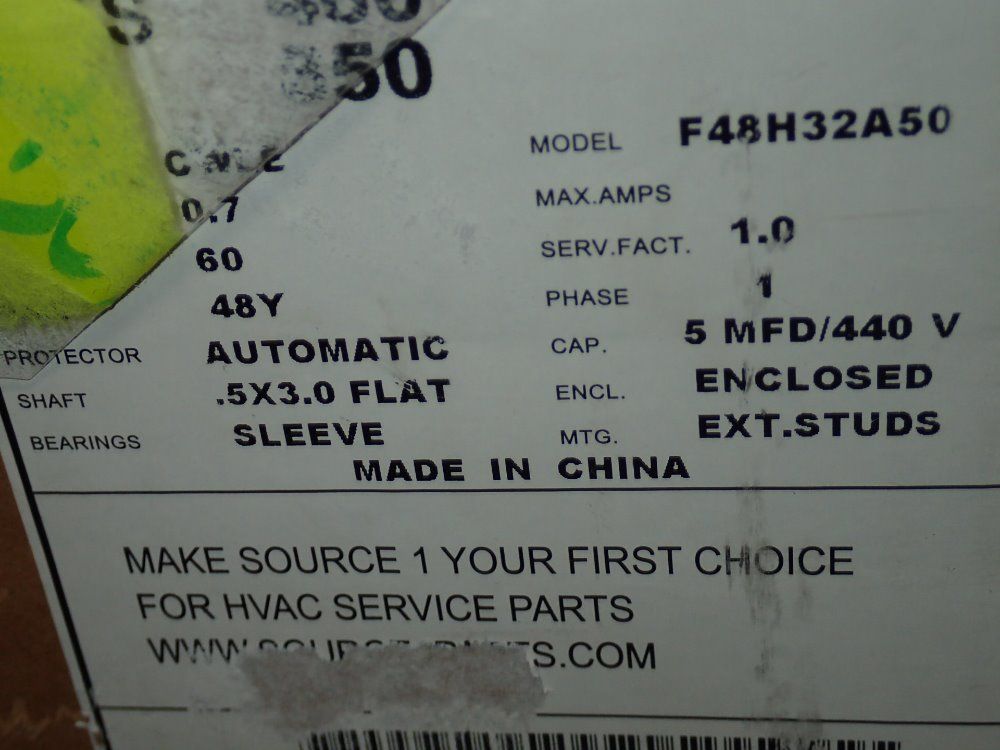 S
850
MODEL F48H32A50
MAX.AMPS
0.7
SERV.FACT. 1.0
60
PHASE 1
48Y
CAP. 5 MFD/440 V
PROTECTOR AUTOMATIC
ENCL. ENCLOSED
SHAFT .5X3.0 FLAT
MTG. EXT.STUDS
BEARINGS SLEEVE
MADE IN CHINA
MAKE SOURCE 1 YOUR FIRST CHOICE
FOR HVAC SERVICE PARTS